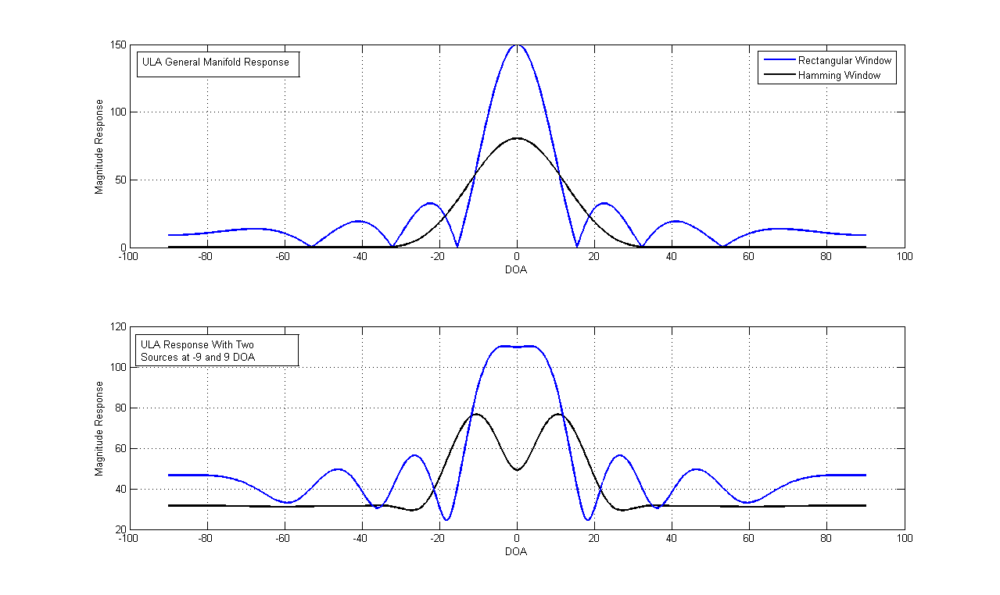 150
ULA General Manifold Response
Rectangular Window
Hamming Window
100
50
0
Magnitude Response
-100 -80 -60 -40 -20 0 20 40 60 80 100
DOA
120
ULA Response With Two
Sources at -9 and 9 DOA
100
80
60
40
20
Magnitude Response
-100 -80 -60 -40 -20 0 20 40 60 80 100
DOA